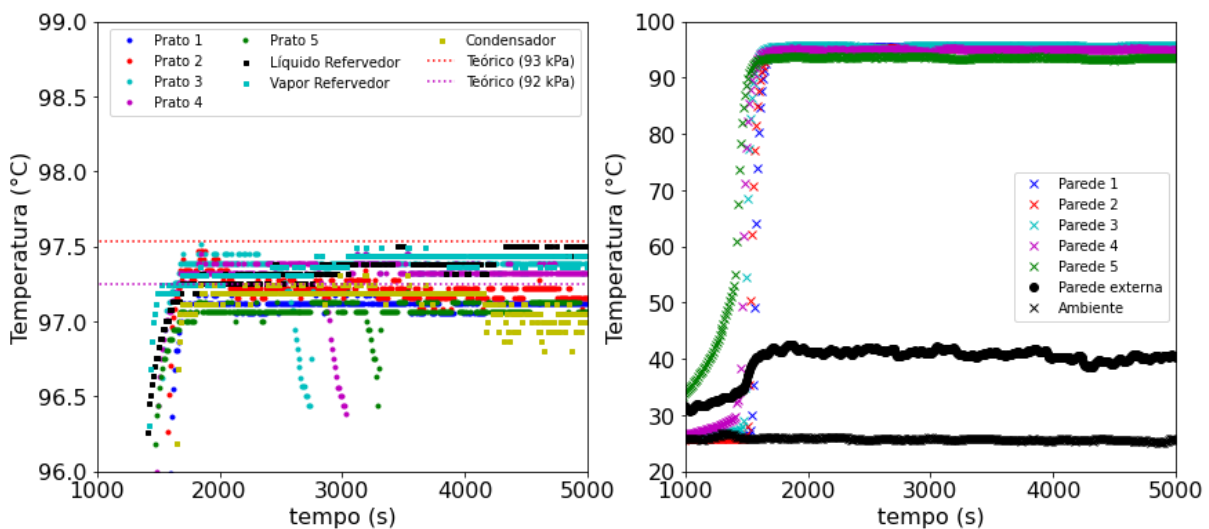 99.0
98.5
98.0
97.5
97.0
96.5
96.0
Temperatura (°C)
Prato 1
Prato 2
Prato 3
Prato 4
Prato 5
Líquido Refervedor
Vapor Refervedor
Condensador
Teórico (93 kPa)
Teórico (92 kPa)
1000 2000 3000 4000 5000
tempo (s)
100
90
80
70
60
50
40
30
20
Temperatura (°C)
Parede 1
Parede 2
Parede 3
Parede 4
Parede 5
Parede externa
Ambiente
1000 2000 3000 4000 5000
tempo (s)